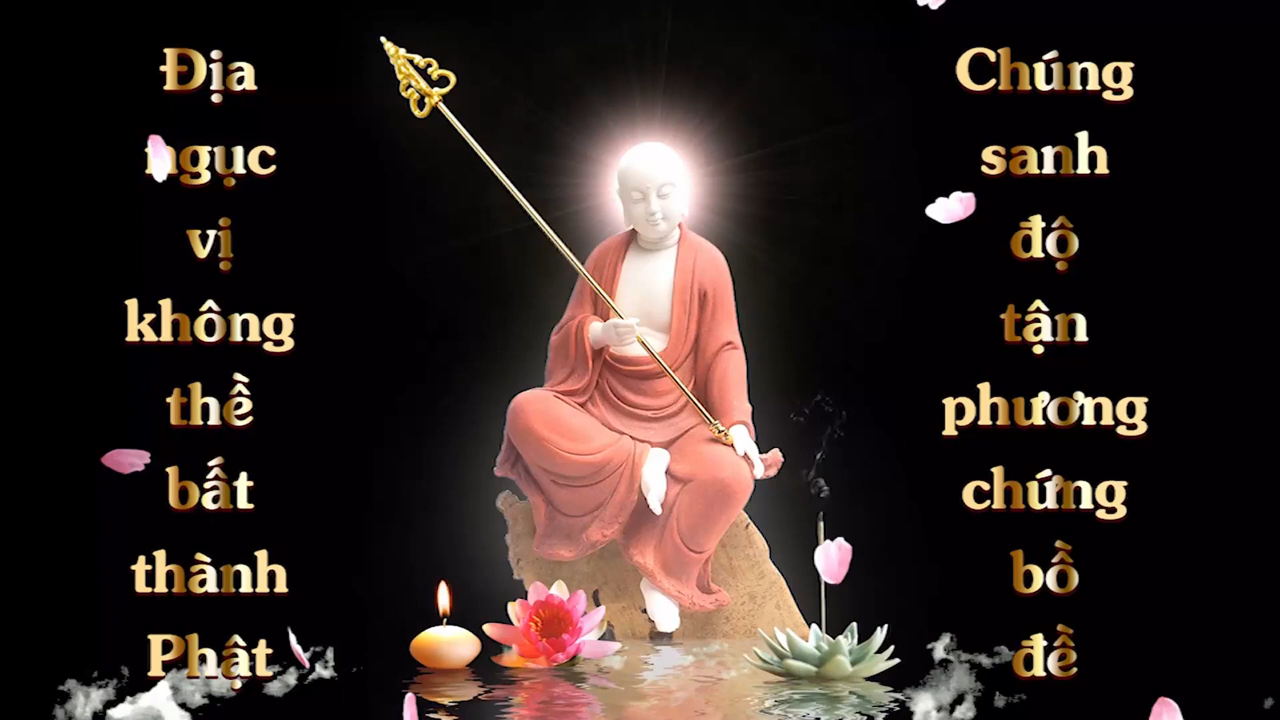 Địa
ngục
vị
không
thề
bất
thành
Phật
Chúng
sanh
độ
tận
phương
chứng
bồ
đề